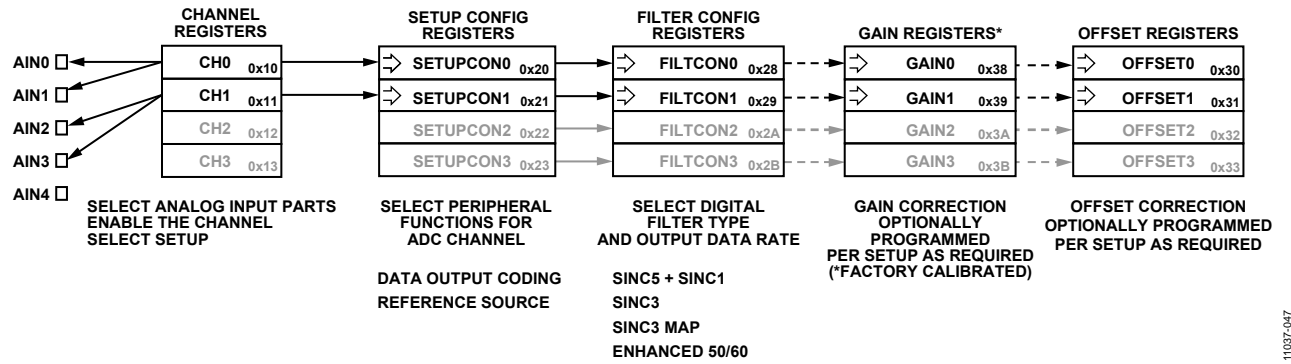 CHANNEL
REGISTERS
SETUP CONFIG
REGISTERS
FILTER CONFIG
REGISTERS
GAIN REGISTERS*
OFFSET REGISTERS
AIN0
AIN1
AIN2
AIN3
AIN4
CH0 0x10
CH1 0x11
CH2 0x12
CH3 0x13
SETUPCON0 0x20
SETUPCON1 0x21
SETUPCON2 0x22
SETUPCON3 0x23
FILTCON0 0x28
FILTCON1 0x29
FILTCON2 0x2A
FILTCON3 0x2B
GAIN0 0x38
GAIN1 0x39
GAIN2 0x3A
GAIN3 0x3B
OFFSET0 0x30
OFFSET1 0x31
OFFSET2 0x32
OFFSET3 0x33
SELECT ANALOG INPUT PARTS
ENABLE THE CHANNEL
SELECT SETUP
SELECT PERIPHERAL
FUNCTIONS FOR
ADC CHANNEL
DATA OUTPUT CODING
REFERENCE SOURCE
SELECT DIGITAL
FILTER TYPE
AND OUTPUT DATA RATE
SINC5 + SINC1
SINC3
SINC3 MAP
ENHANCED 50/60
GAIN CORRECTION
OPTIONALLY
PROGRAMMED
PER SETUP AS REQUIRED
(*FACTORY CALIBRATED)
OFFSET CORRECTION
OPTIONALLY PROGRAMMED
PER SETUP AS REQUIRED
11037-047